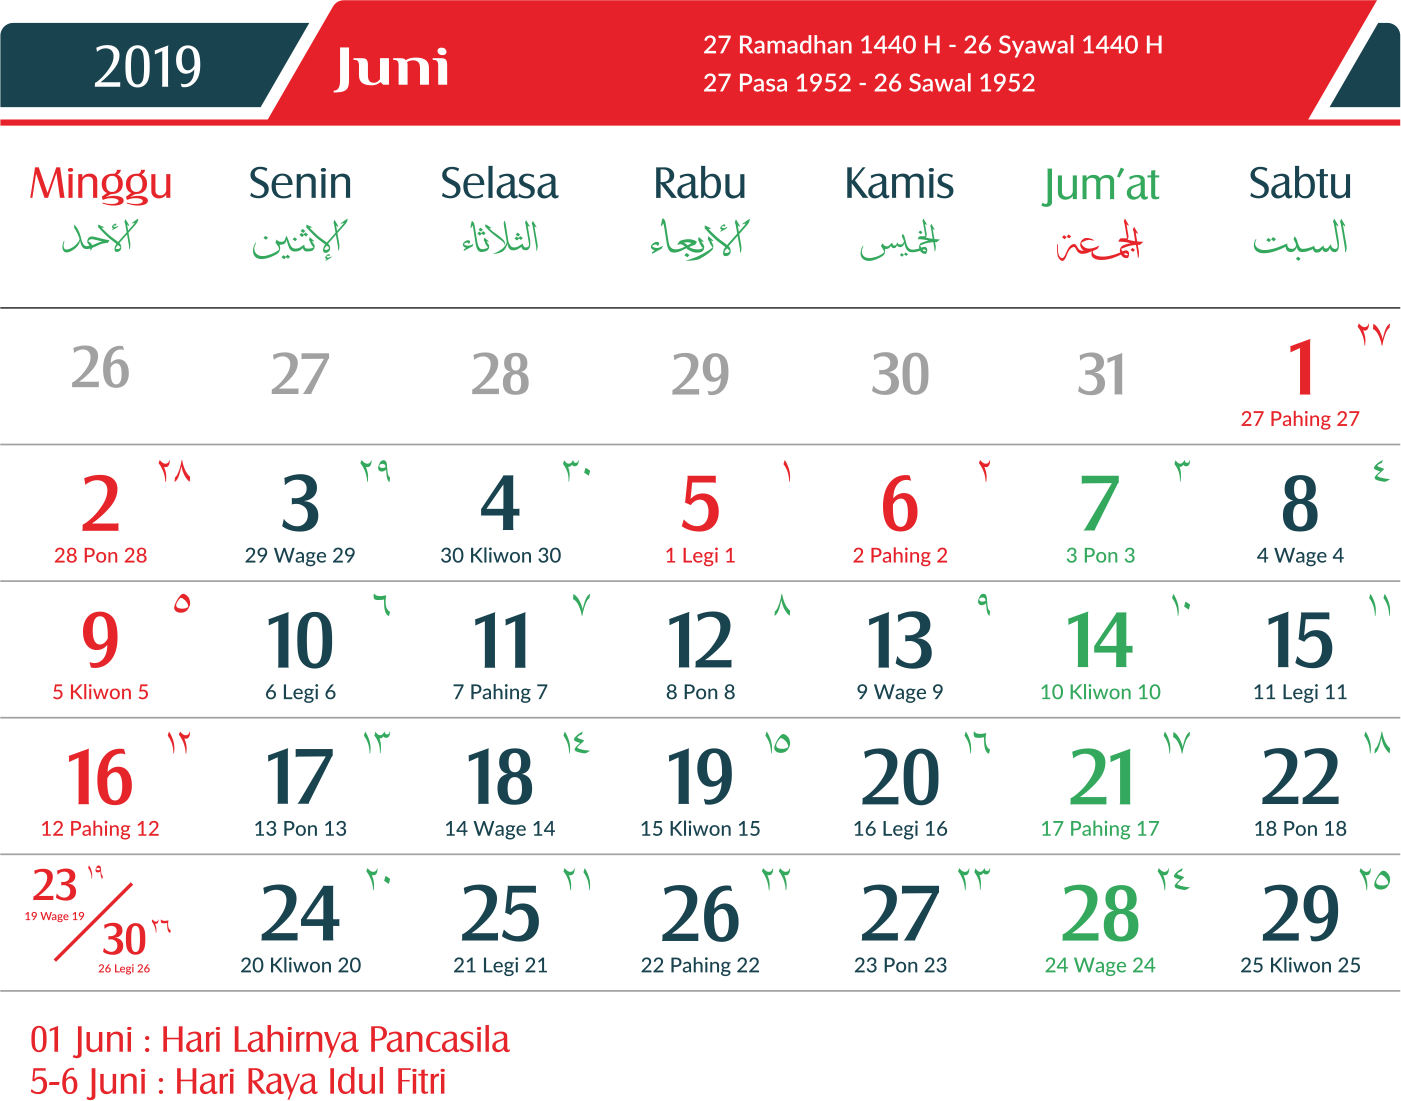 2019 Juni
27 Ramadhan 1440 H - 26 Syawal 1440 H
27 Pasa 1952 - 26 Sawal 1952
Minggu Senin Selasa Rabu Kamis Jum'at Sabtu
الأحد الإثنين الثلاثاء الأربعاء الخميس الجمعة السبت
٢٧
26 27 28 29 30 31 1
27 Pahing 27
٢٨ ٢٩ ٣٠ ١ ٢ ٣ ٤
2 3 4 5 6 7 8
28 Pon 28 29 Wage 29 30 Kliwon 30 1 Legi 1 2 Pahing 2 3 Pon 3 4 Wage 4
٥ ٦ ٧ ٨ ٩ ١٠ ١١
9 10 11 12 13 14 15
5 Kliwon 5 6 Legi 6 7 Pahing 7 8 Pon 8 9 Wage 9 10 Kliwon 10 11 Legi 11
١٢ ١٣ ١٤ ١٥ ١٦ ١٧ ١٨
16 17 18 19 20 21 22
12 Pahing 12 13 Pon 13 14 Wage 14 15 Kliwon 15 16 Legi 16 17 Pahing 17 18 Pon 18
١٩ ٢٠ ٢١ ٢٢ ٢٣ ٢٤ ٢٥
23 24 25 26 27 28 29
19 Wage 19
30 ٢٦
26 Legi 26 20 Kliwon 20 21 Legi 21 22 Pahing 22 23 Pon 23 24 Wage 24 25 Kliwon 25
01 Juni : Hari Lahirnya Pancasila
5-6 Juni : Hari Raya Idul Fitri